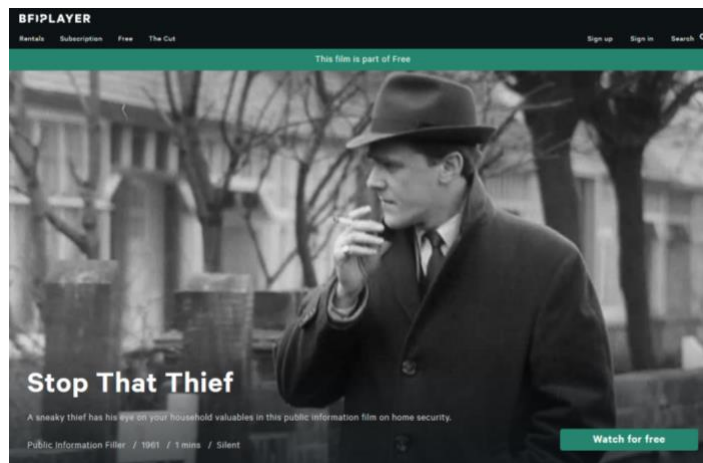 BFI PLAYER
Rentals Subscription Free The Cut Sign up Sign in Search
This film is part of Free
Stop That Thief
A sneaky thief has his eye on your household valuables in this public information film on home security.
Public Information Filler / 1961 / 1 mins / Silent
Watch for free